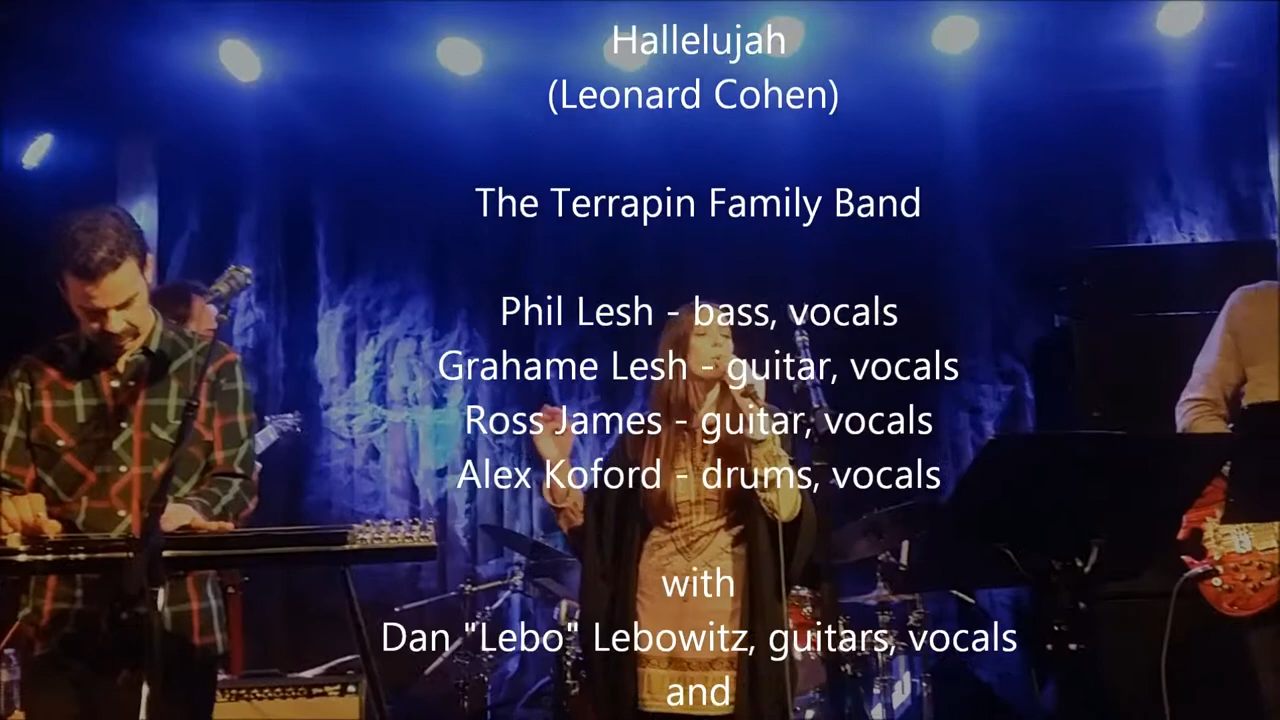 Hallelujah
(Leonard Cohen)
The Terrapin Family Band
Phil Lesh - bass, vocals
Grahame Lesh - guitar, vocals
Ross James - guitar, vocals
Alex Koford - drums, vocals
with
Dan "Lebo" Lebowitz, guitars, vocals
and